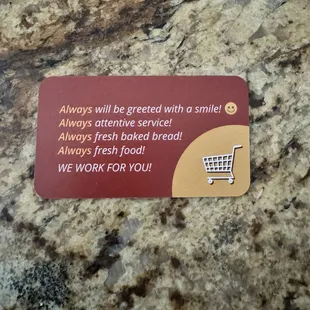 Always will be greeted with a smile! 😀
Always attentive service!
Always fresh baked bread!
Always fresh food!
WE WORK FOR YOU!